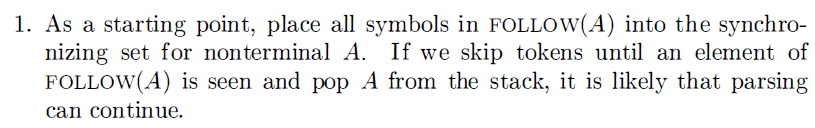 1. As a starting point, place all symbols in FOLLOW(A) into the synchro-
nizing set for nonterminal A. If we skip tokens until an element of
FOLLOW(A) is seen and pop A from the stack, it is likely that parsing
can continue.